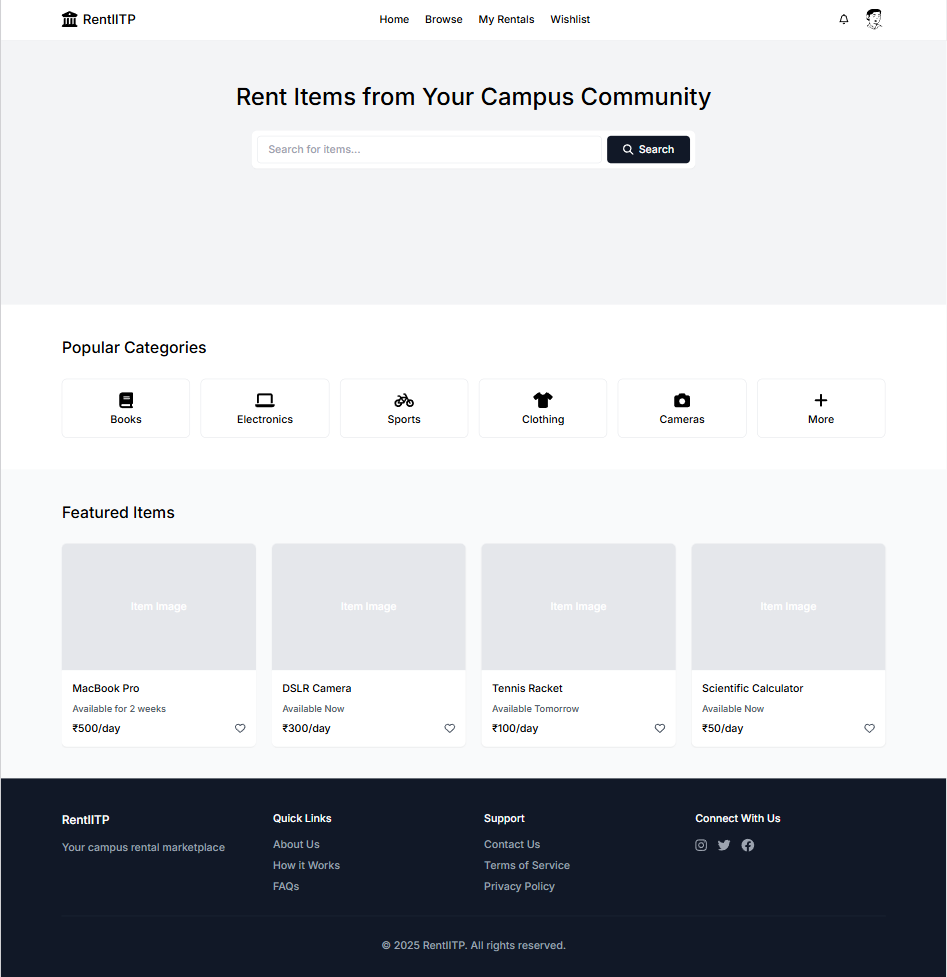 RentIITP
Home Browse My Rentals Wishlist
Rent Items from Your Campus Community
Search for items...
Search
Popular Categories
Books Electronics Sports Clothing Cameras More
Featured Items
Item Image Item Image Item Image Item Image
MacBook Pro DSLR Camera Tennis Racket Scientific Calculator
Available for 2 weeks Available Now Available Tomorrow Available Now
₹500/day ₹300/day ₹100/day ₹50/day
RentIITP Quick Links Support Connect With Us
Your campus rental marketplace About Us Contact Us
How it Works Terms of Service
FAQs Privacy Policy
© 2025 RentIITP. All rights reserved.